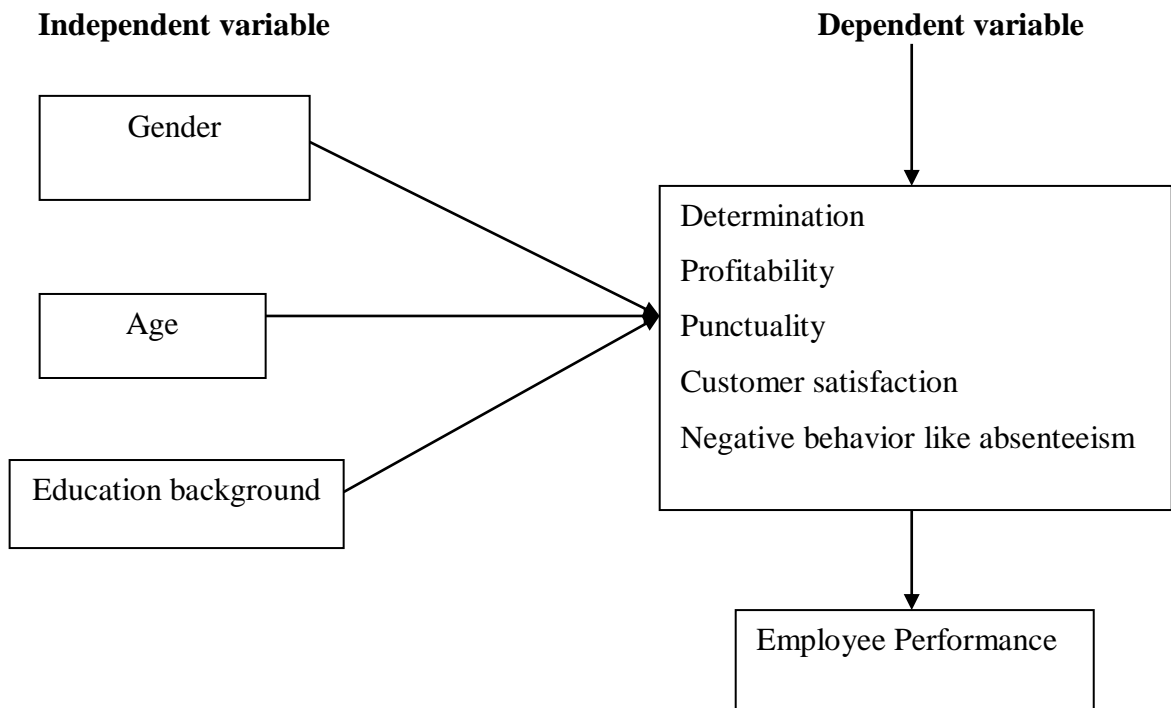 Independent variable
Dependent variable
Gender
Age
Education background
Determination
Profitability
Punctuality
Customer satisfaction
Negative behavior like absenteeism
Employee Performance